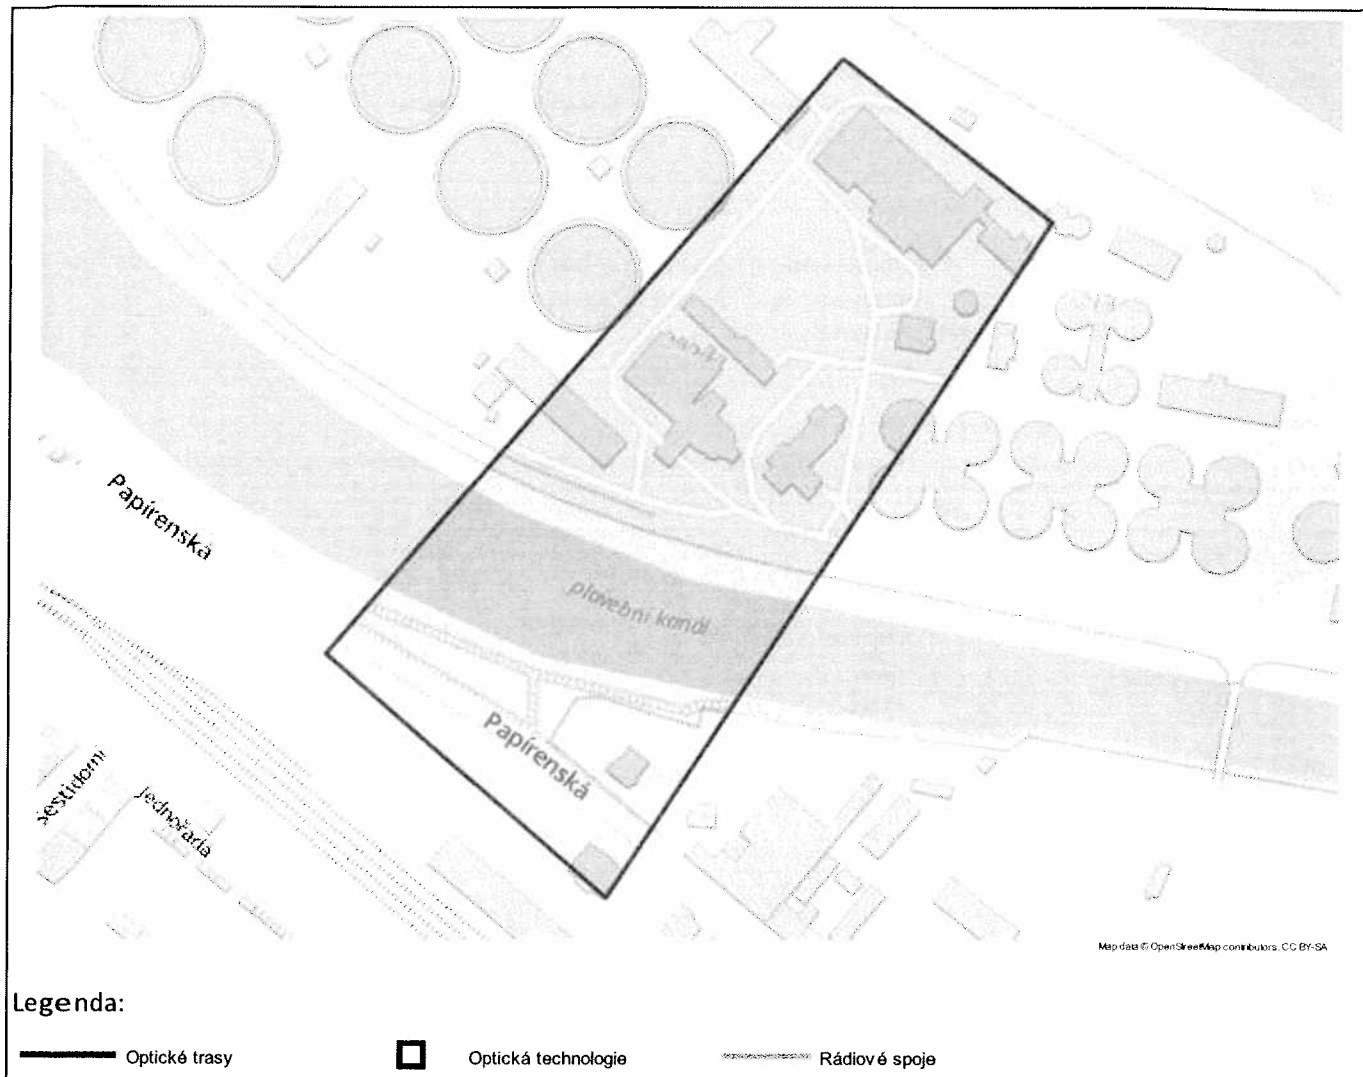 Papírenská
plavební kanál
Papírenská
Šestidomí
Jednořadá
Map data © OpenStreetMap contributors, CC BY-SA
Legenda:
Optické trasy
Optická technologie
Rádiové spoje